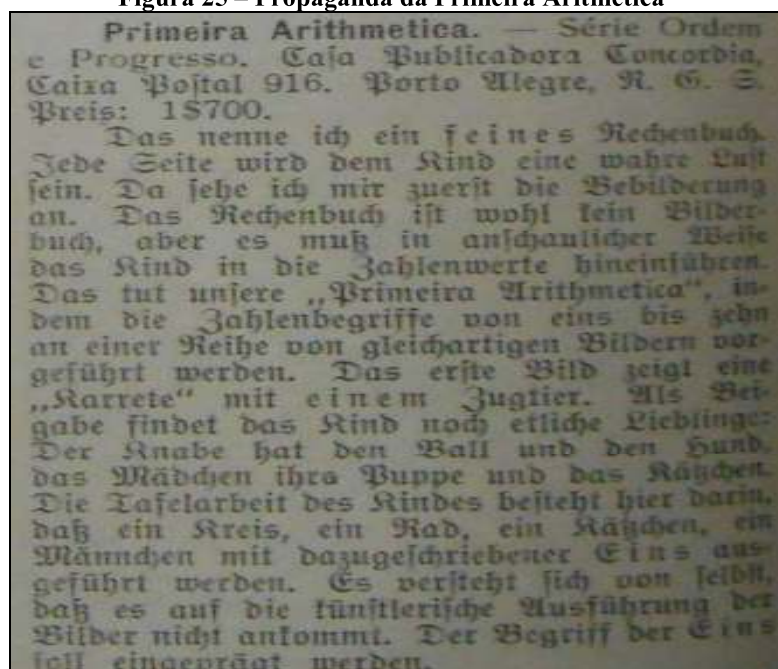 Figura 25 – Propaganda da Primeira Aritmética
Primeira Arithmetica. — Série Ordem
e Progresso. Casa Publicadora Concordia,
Caixa Postal 916. Porto Alegre, R. G. S.
Preis: 1$700.
Das nenne ich ein feines Rechenbuch.
Jede Seite wird dem Kind eine wahre Lust
sein. Da sehe ich mir zuerst die Bebilderung
an. Das Rechenbuch ist wohl kein Bilder-
buch, aber es muß in anschaulicher Weise
das Kind in die Zahlenwerte hineinführen.
Das tut unsere „Primeira Arithmetica“, in-
dem die Zahlenbegriffe von eins bis zehn
an einer Reihe von gleichartigen Bildern vor-
geführt werden. Das erste Bild zeigt eine
„Karrete“ mit einem Zugtier. Als Bei-
gabe findet das Kind noch etliche Lieblinge:
Der Knabe hat den Ball und den Hund,
das Mädchen ihre Puppe und das Kätzchen.
Die Tafelarbeit des Kindes besteht hier darin,
daß ein Kreis, ein Rad, ein Kätzchen, ein
Männchen mit dazugeschriebener Eins aus-
geführt werden. Es versteht sich von selbst,
daß es auf die künstlerische Ausführung der
Bilder nicht ankommt. Der Begriff der Eins
soll eingeprägt werden.